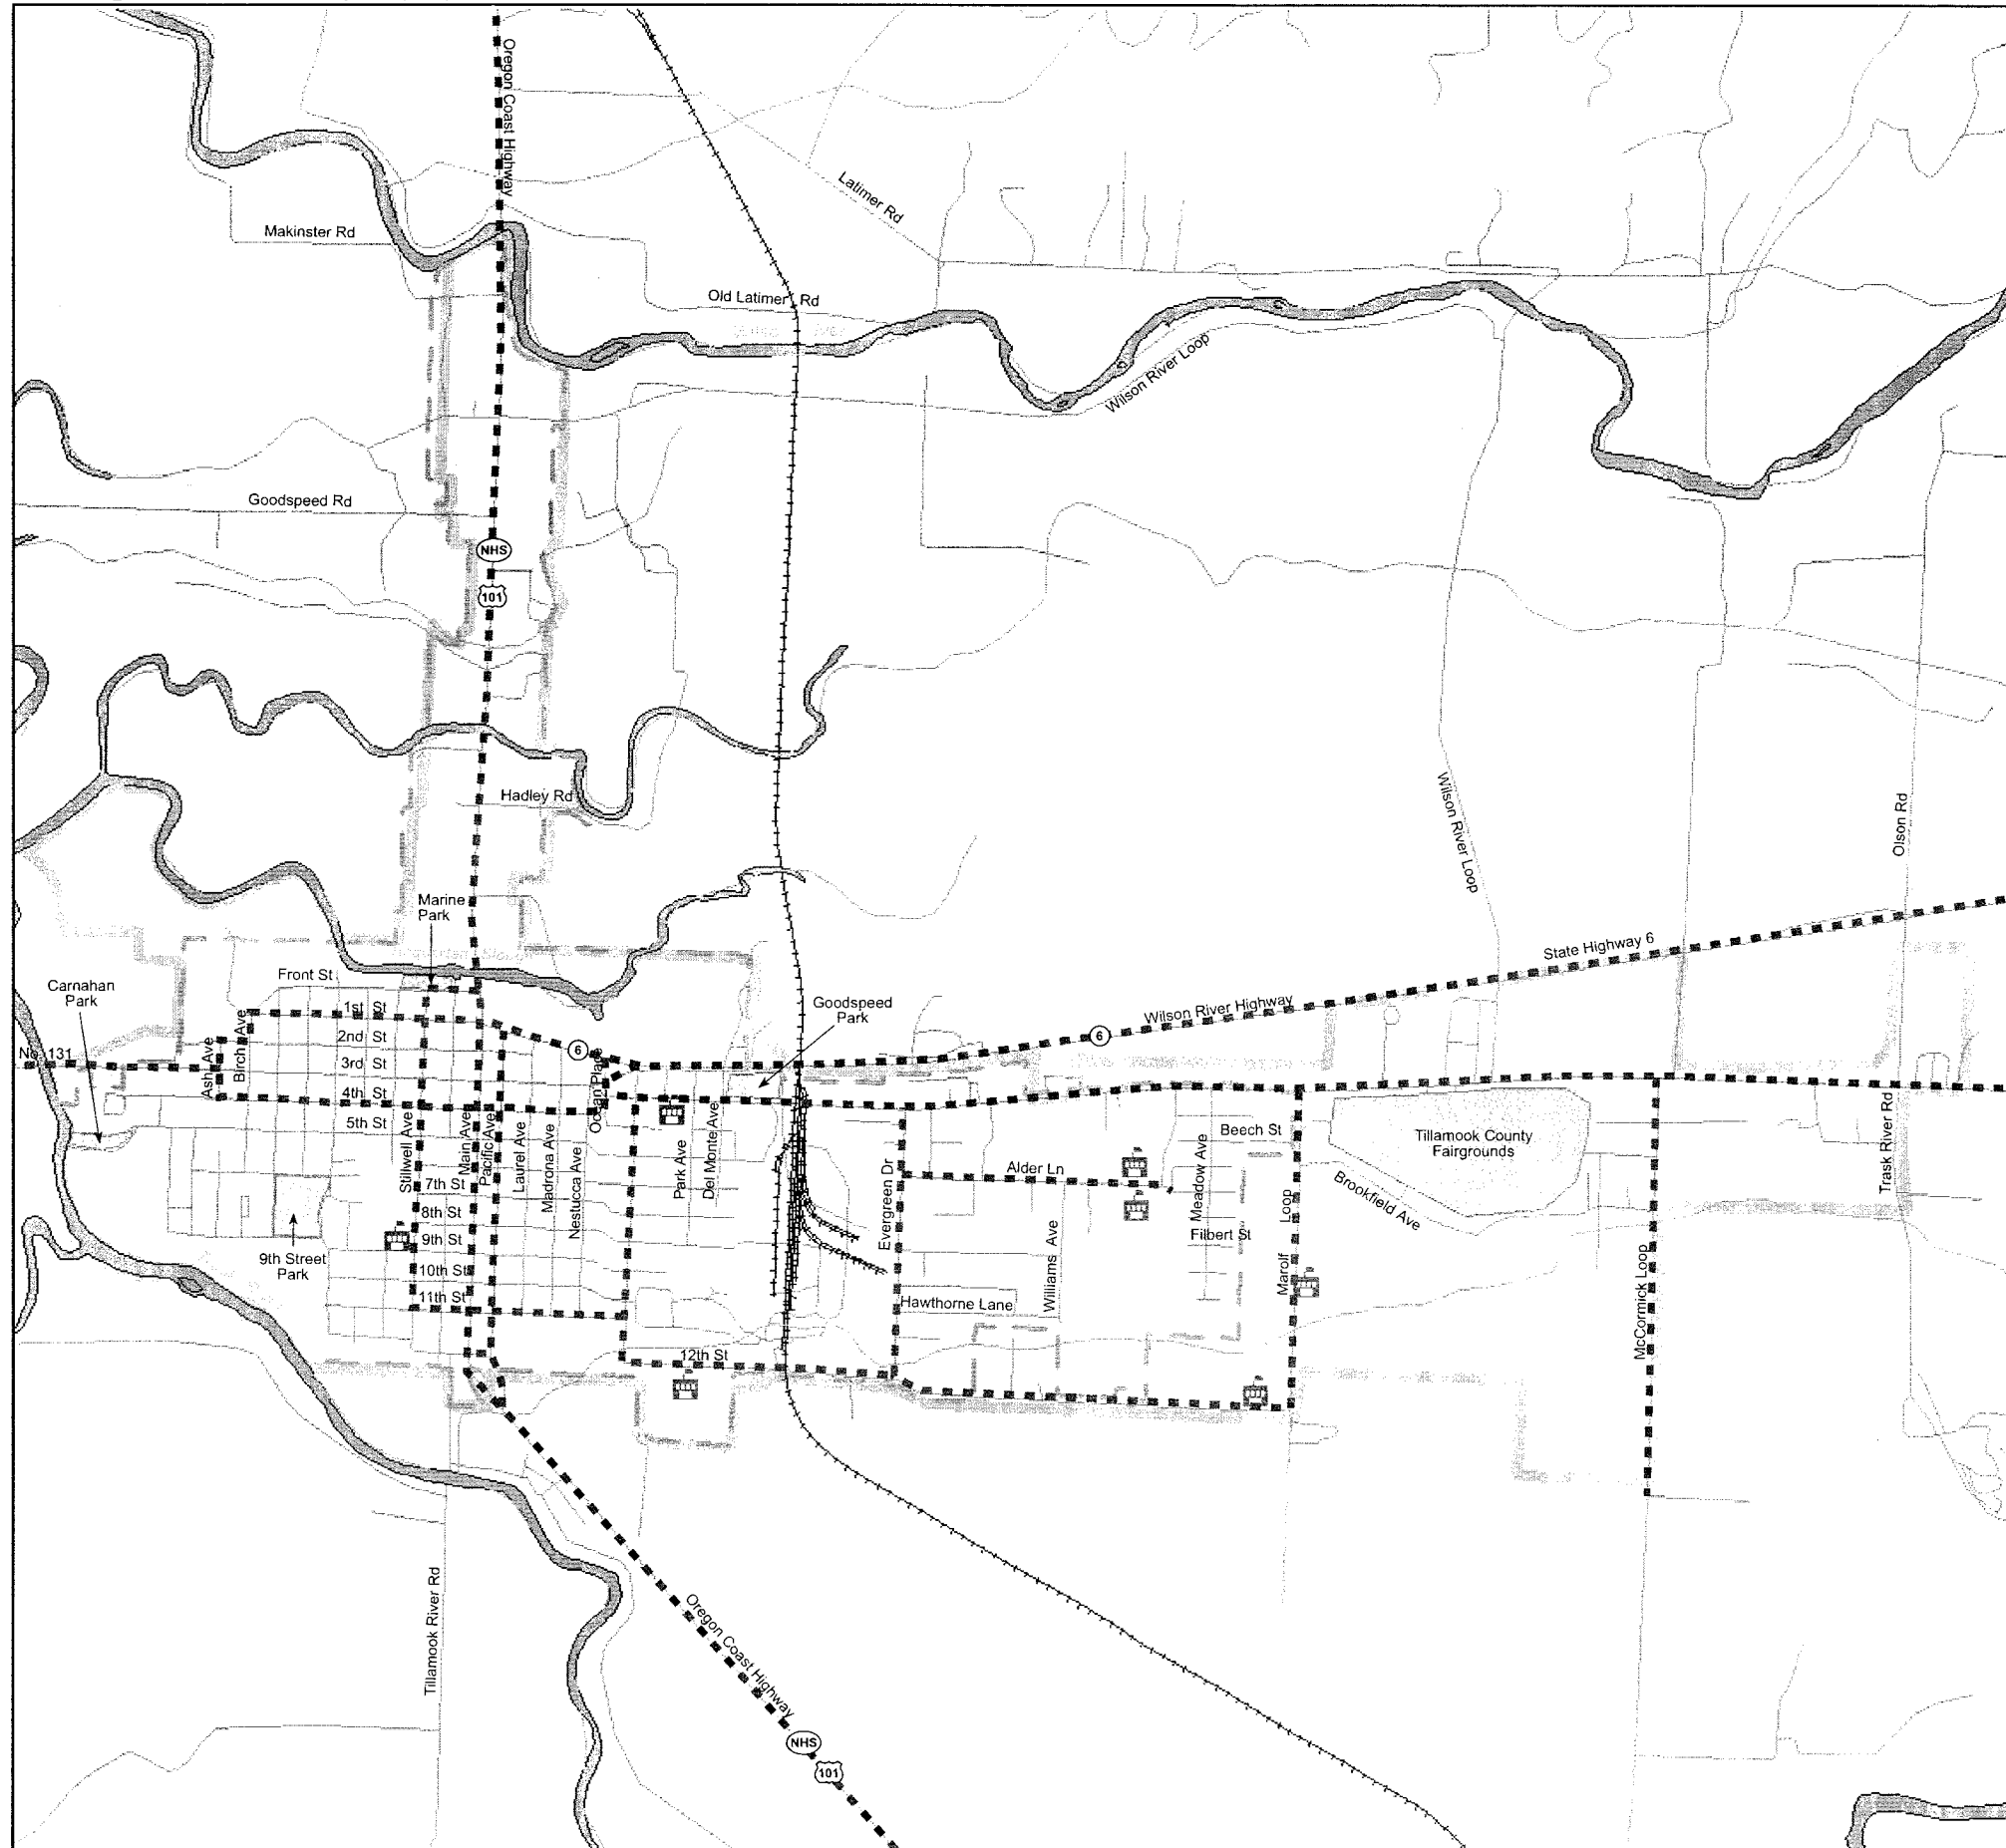 Oregon Coast Highway
Latimer Rd
Makinster Rd
Old Latimer Rd
Wilson River Loop
Goodspeed Rd
NHS
101
Hadley Rd
Wilson River Loop
Olson Rd
Marine
Park
State Highway 6
Front St
Carnahan
Park
Goodspeed
Park
Wilson River Highway
1st St
2nd St
3rd St
4th St
5th St
No. 131
Ash Ave
Birch Ave
6
6
Ocean Place
Stillwell Ave
Main Ave
Pacific Ave
Laurel Ave
Madrona Ave
Nestucca Ave
Park Ave
Del Monte Ave
Evergreen Dr
Alder Ln
Meadow Ave
Beech St
Tillamook County
Fairgrounds
Trask River Rd
Brookfield Ave
7th St
8th St
9th St
10th St
11th St
9th Street
Park
Filbert St
Williams Ave
Marolf Loop
McCormick Loop
Hawthorne Lane
12th St
Tillamook River Rd
Oregon Coast Highway
NHS
101